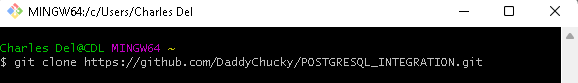 MINGW64:/c/Users/Charles Del
Charles Del@CDL MINGW64 ~
$ git clone https://github.com/DaddyChucky/POSTGRESQL_INTEGRATION.git